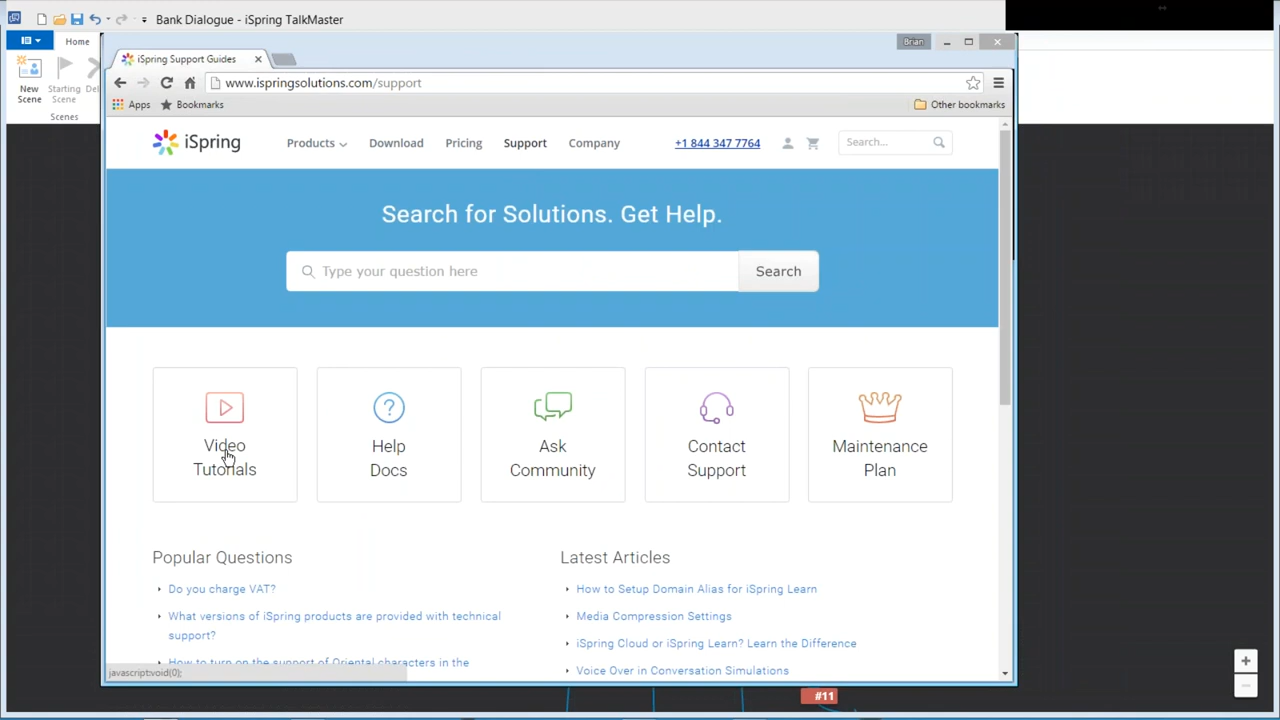 Bank Dialogue - iSpring TalkMaster
Home
New
Scene
Starting
Scene
Scenes
iSpring Support Guides
Brian
www.ispringsolutions.com/support
Apps
Bookmarks
Other bookmarks
iSpring
Products
Download
Pricing
Support
Company
+1 844 347 7764
Search...
Search for Solutions. Get Help.
Type your question here
Search
Video
Tutorials
Help
Docs
Ask
Community
Contact
Support
Maintenance
Plan
Popular Questions
Do you charge VAT?
What versions of iSpring products are provided with technical
support?
How to turn on the support of Oriental characters in the
Latest Articles
How to Setup Domain Alias for iSpring Learn
Media Compression Settings
iSpring Cloud or iSpring Learn? Learn the Difference
Voice Over in Conversation Simulations
javascript:void(0);
#11